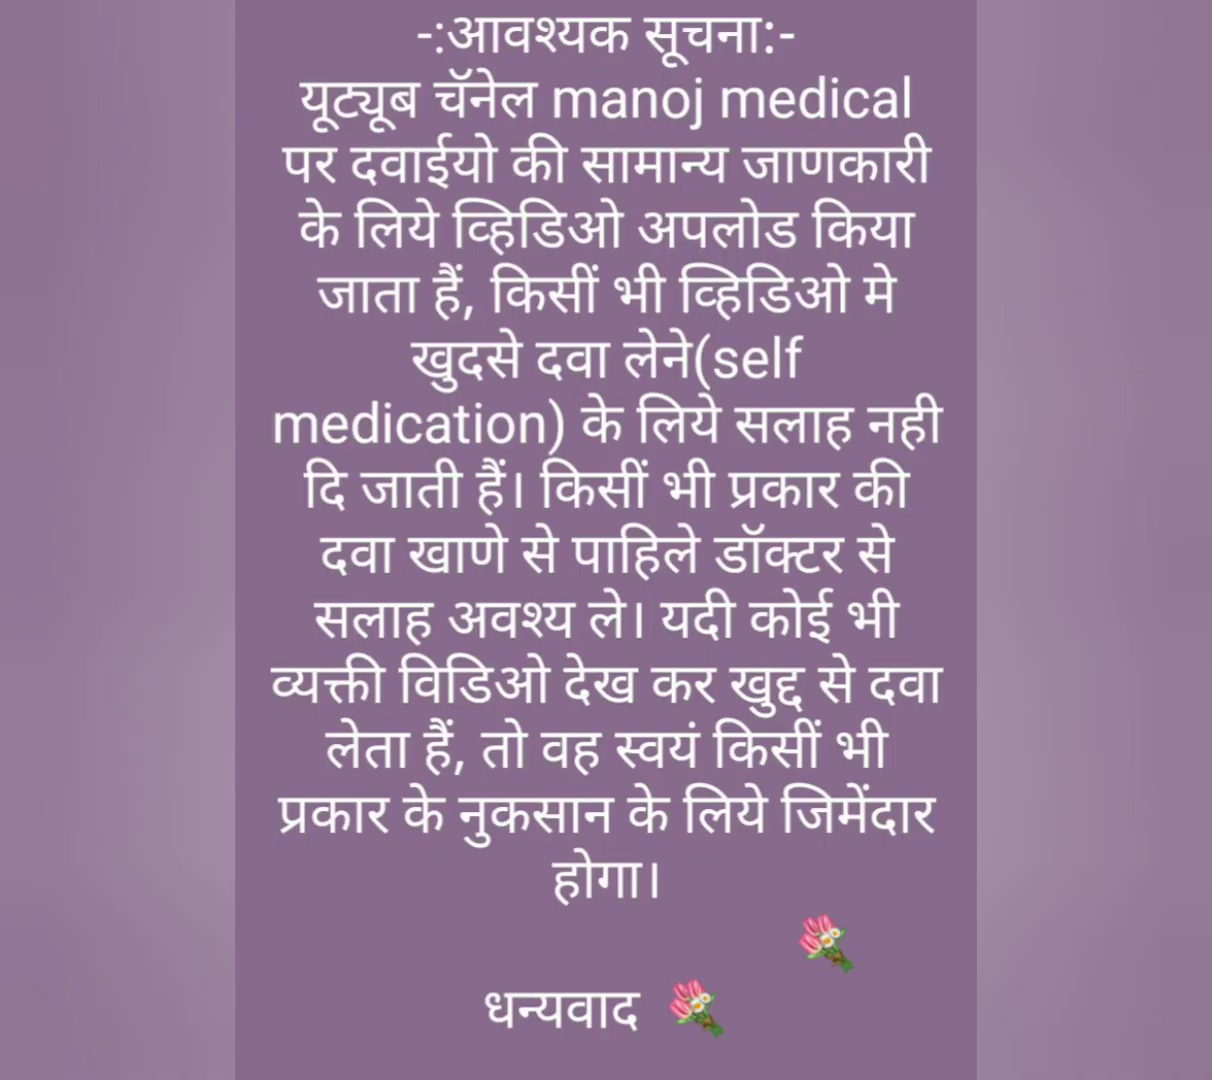 -:आवश्यक सूचना:-
यूट्यूब चॅनेल manoj medical
पर दवाईयो की सामान्य जाणकारी
के लिये व्हिडिओ अपलोड किया
जाता हैं, किसीं भी व्हिडिओ मे
खुदसे दवा लेने(self
medication) के लिये सलाह नही
दि जाती हैं। किसीं भी प्रकार की
दवा खाणे से पाहिले डॉक्टर से
सलाह अवश्य ले। यदी कोई भी
व्यक्ती विडिओ देख कर खुद्द से दवा
लेता हैं, तो वह स्वयं किसीं भी
प्रकार के नुकसान के लिये जिमेंदार
होगा।
💐
धन्यवाद 💐